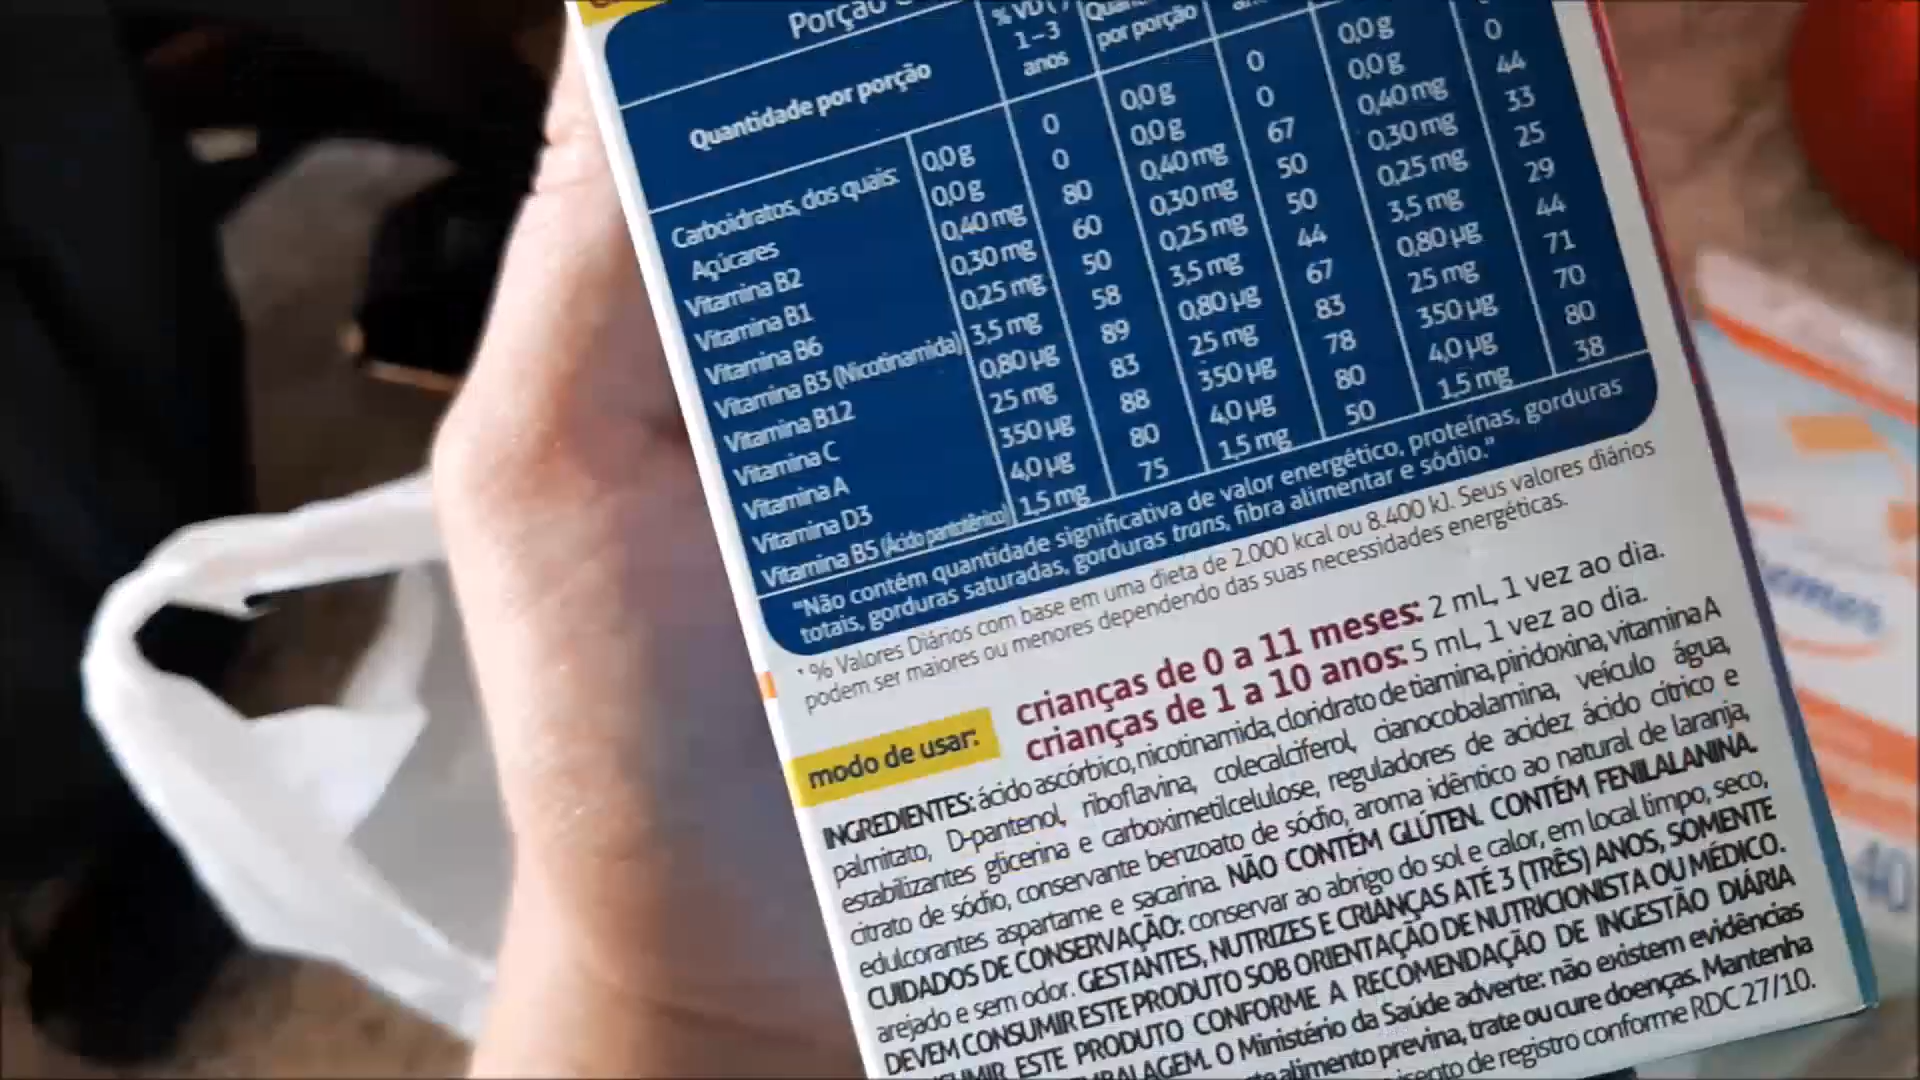 Porção
% VD(*)
1-3
anos
por porção
Quantidade por porção
Carboidratos, dos quais: 0,0 g 0 0,0 g 0 0,0 g 0
Açúcares 0,0 g 0 0,0 g 0 0,0 g
Vitamina B2 0,40 mg 80 0,40 mg 67 0,40 mg 44
Vitamina B1 0,30 mg 60 0,30 mg 50 0,30 mg 33
Vitamina B6 0,25 mg 50 0,25 mg 50 0,25 mg 25
Vitamina B3 (Nicotinamida) 3,5 mg 58 3,5 mg 44 3,5 mg 29
Vitamina B12 0,80 µg 89 0,80 µg 67 0,80 µg 44
Vitamina C 25 mg 83 25 mg 83 25 mg 71
Vitamina A 350 µg 88 350 µg 78 350 µg 70
Vitamina D3 4,0 µg 80 4,0 µg 80 4,0 µg 80
Vitamina B5 (Ácido pantotênico) 1,5 mg 75 1,5 mg 50 1,5 mg 38
"Não contém quantidade significativa de valor energético, proteínas, gorduras
totais, gorduras saturadas, gorduras trans, fibra alimentar e sódio."
* % Valores Diários com base em uma dieta de 2.000 kcal ou 8.400 kJ. Seus valores diários
podem ser maiores ou menores dependendo das suas necessidades energéticas.
modo de usar:
crianças de 0 a 11 meses: 2 mL, 1 vez ao dia.
crianças de 1 a 10 anos: 5 mL, 1 vez ao dia.
INGREDIENTES: ácido ascórbico, nicotinamida, cloridrato de tiamina, piridoxina, vitamina A
palmitato, D-pantenol, riboflavina, colecalciferol, cianocobalamina, veículo água,
estabilizantes glicerina e carboximetilcelulose, reguladores de acidez ácido cítrico e
citrato de sódio, conservante benzoato de sódio, aroma idêntico ao natural de laranja,
edulcorantes aspartame e sacarina. NÃO CONTÉM GLÚTEN. CONTÉM FENILALANINA.
CUIDADOS DE CONSERVAÇÃO: conservar ao abrigo do sol e calor, em local limpo, seco,
arejado e sem odor. GESTANTES, NUTRIZES E CRIANÇAS ATÉ 3 (TRÊS) ANOS, SOMENTE
DEVEM CONSUMIR ESTE PRODUTO SOB ORIENTAÇÃO DE NUTRICIONISTA OU MÉDICO.
ESTE PRODUTO CONFORME A RECOMENDAÇÃO DE INGESTÃO DIÁRIA
O Ministério da Saúde adverte: não existem evidências
alimento previna, trate ou cure doenças. Mantenha
de registro conforme RDC 27/10.
40